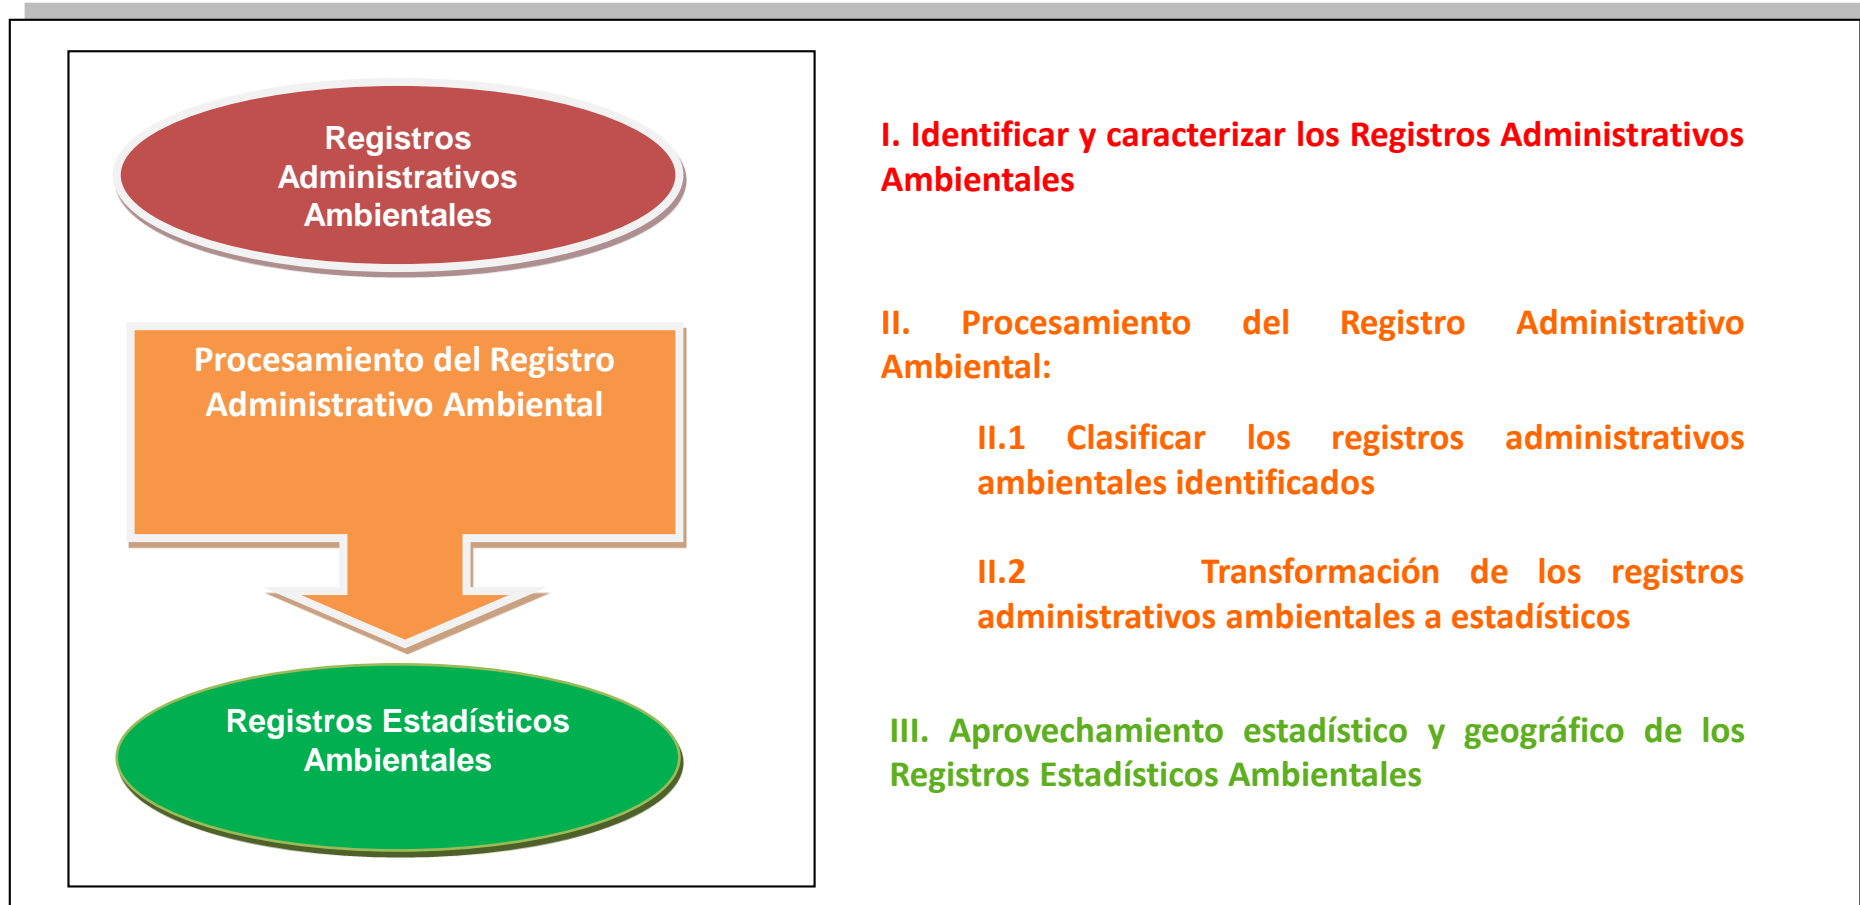 Registros
Administrativos
Ambientales
Procesamiento del Registro
Administrativo Ambiental
Registros Estadísticos
Ambientales
I. Identificar y caracterizar los Registros Administrativos
Ambientales
II. Procesamiento del Registro Administrativo
Ambiental:
II.1 Clasificar los registros administrativos
ambientales identificados
II.2 Transformación de los registros
administrativos ambientales a estadísticos
III. Aprovechamiento estadístico y geográfico de los
Registros Estadísticos Ambientales